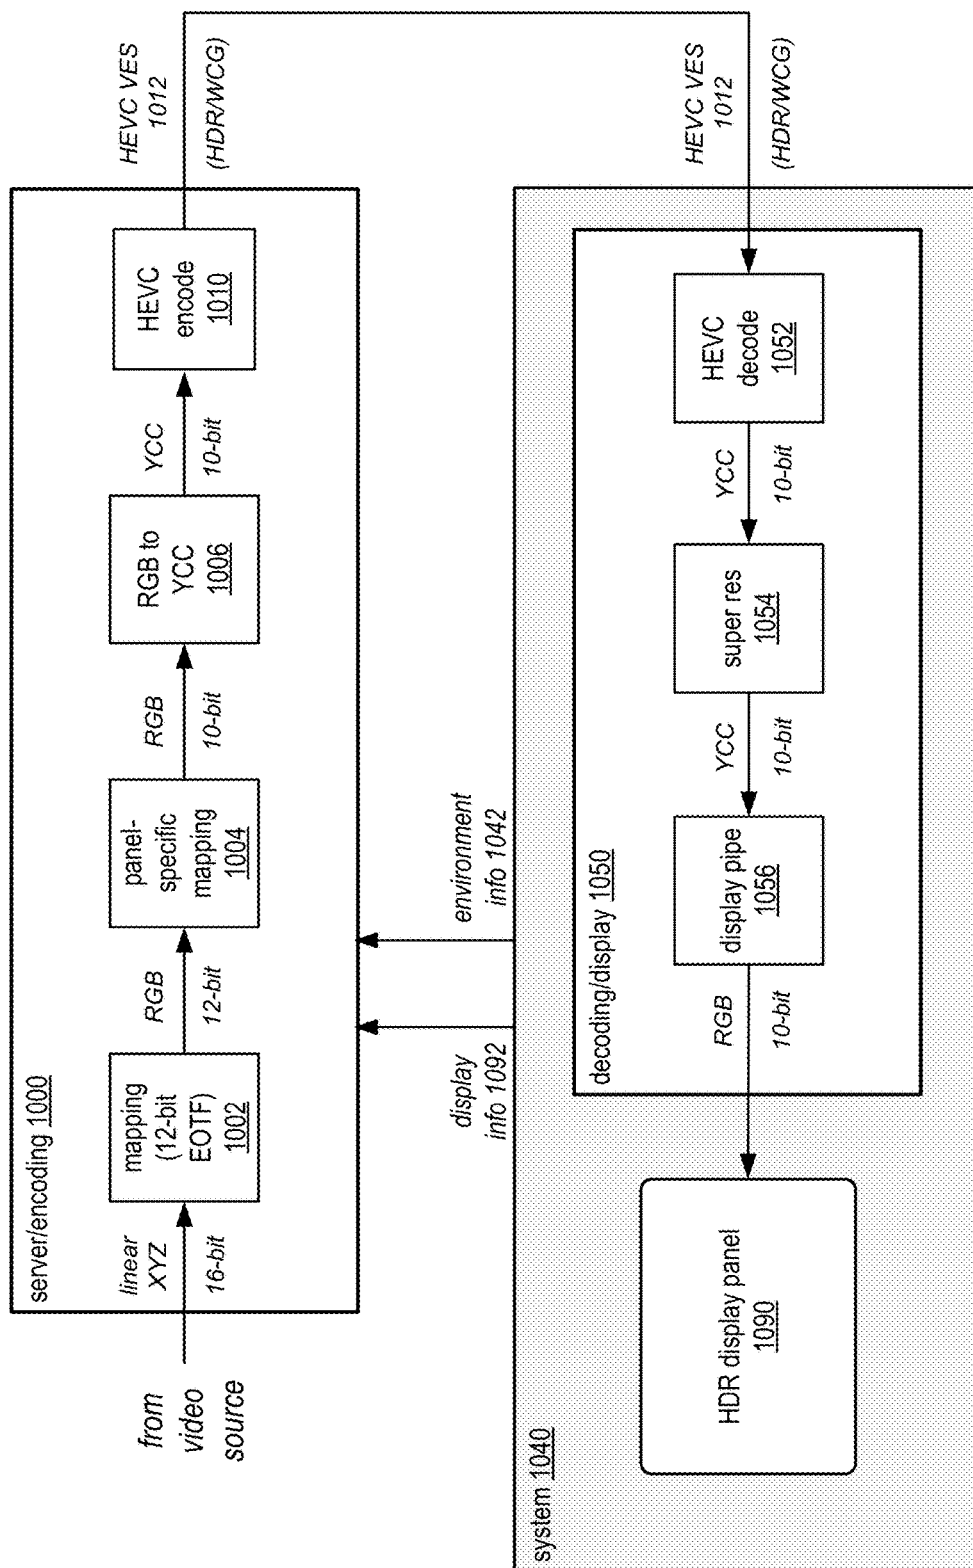 server/encoding 1000
from
video
source
linear
XYZ
16-bit
mapping
(12-bit
EOTF)
1002
RGB
12-bit
panel-
specific
mapping
1004
RGB
10-bit
RGB to
YCC
1006
YCC
10-bit
HEVC
encode
1010
HEVC VES
1012
(HDR/WCG)
display
info 1092
environment
info 1042
system 1040
decoding/display 1050
HEVC VES
1012
(HDR/WCG)
HEVC
decode
1052
YCC
10-bit
super res
1054
YCC
10-bit
display pipe
1056
RGB
10-bit
HDR display panel
1090